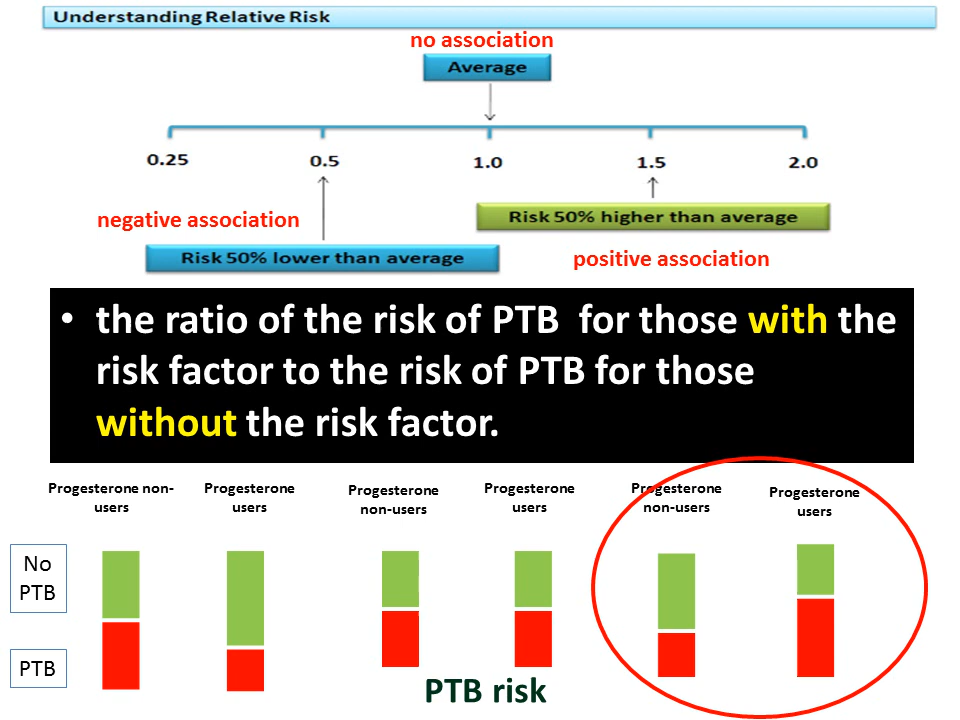 Understanding Relative Risk
no association
Average
0.25 0.5 1.0 1.5 2.0
negative association
Risk 50% higher than average
Risk 50% lower than average
positive association
• the ratio of the risk of PTB for those with the
risk factor to the risk of PTB for those
without the risk factor.
Progesterone non-
users
Progesterone
users
Progesterone
non-users
Progesterone
users
Progesterone
non-users
Progesterone
users
No
PTB
PTB
PTB risk